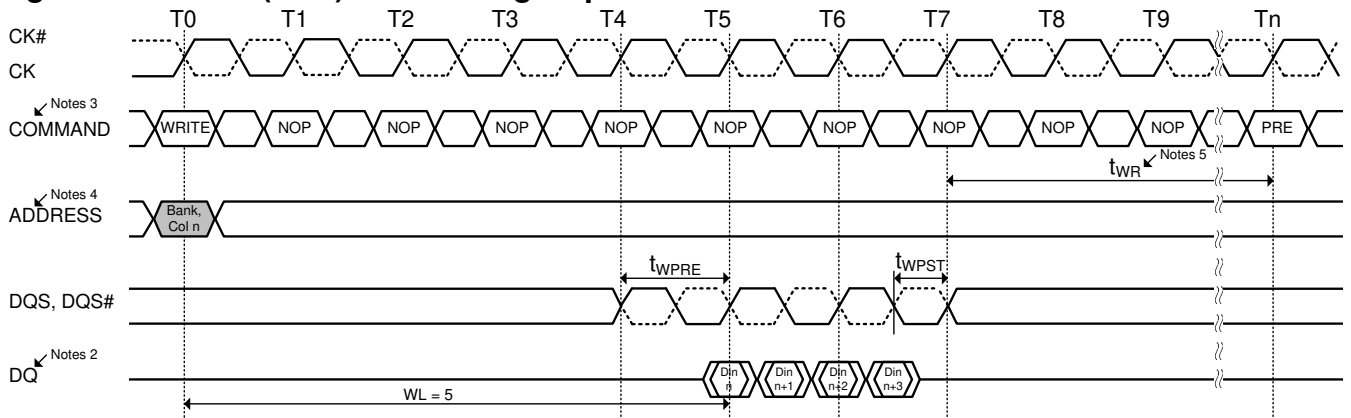 T0 T1 T2 T3 T4 T5 T6 T7 T8 T9 Tn
CK#
CK
Notes 3
COMMAND WRITE NOP NOP NOP NOP NOP NOP NOP NOP NOP PRE
tWR Notes 5
Notes 4
ADDRESS Bank,
Col n
tWPRE tWPST
DQS, DQS#
Notes 2
DQ Din Din Din Din
n n+1 n+2 n+3
WL = 5